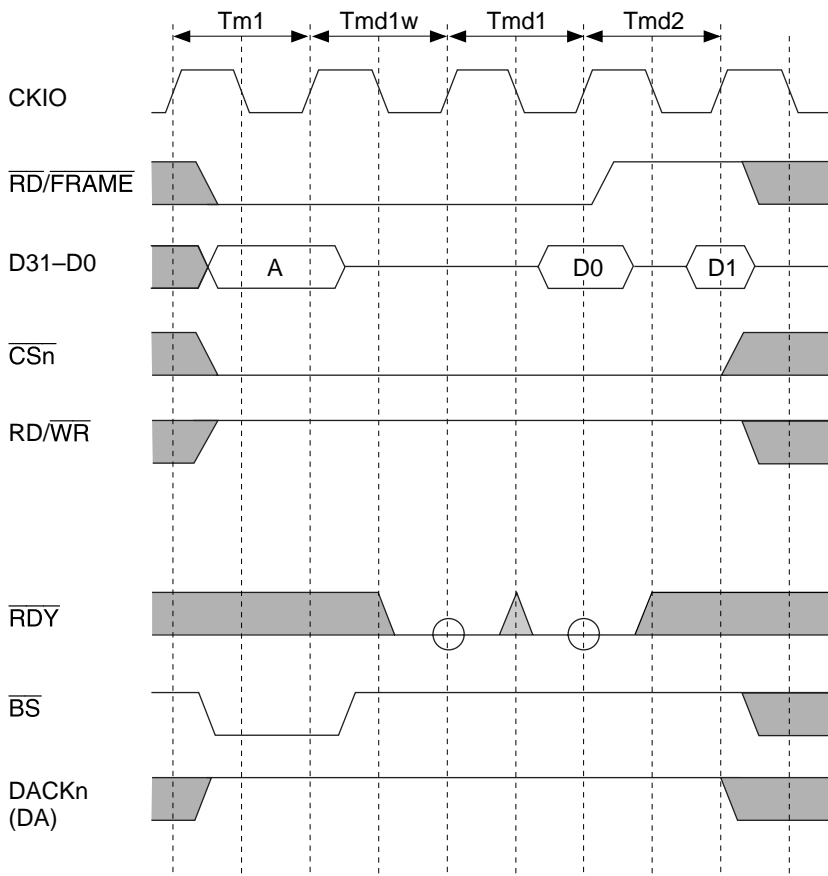 Tm1 Tmd1w Tmd1 Tmd2
CKIO
RD/FRAME
D31–D0 A D0 D1
CSn
RD/WR
RDY
BS
DACKn
(DA)